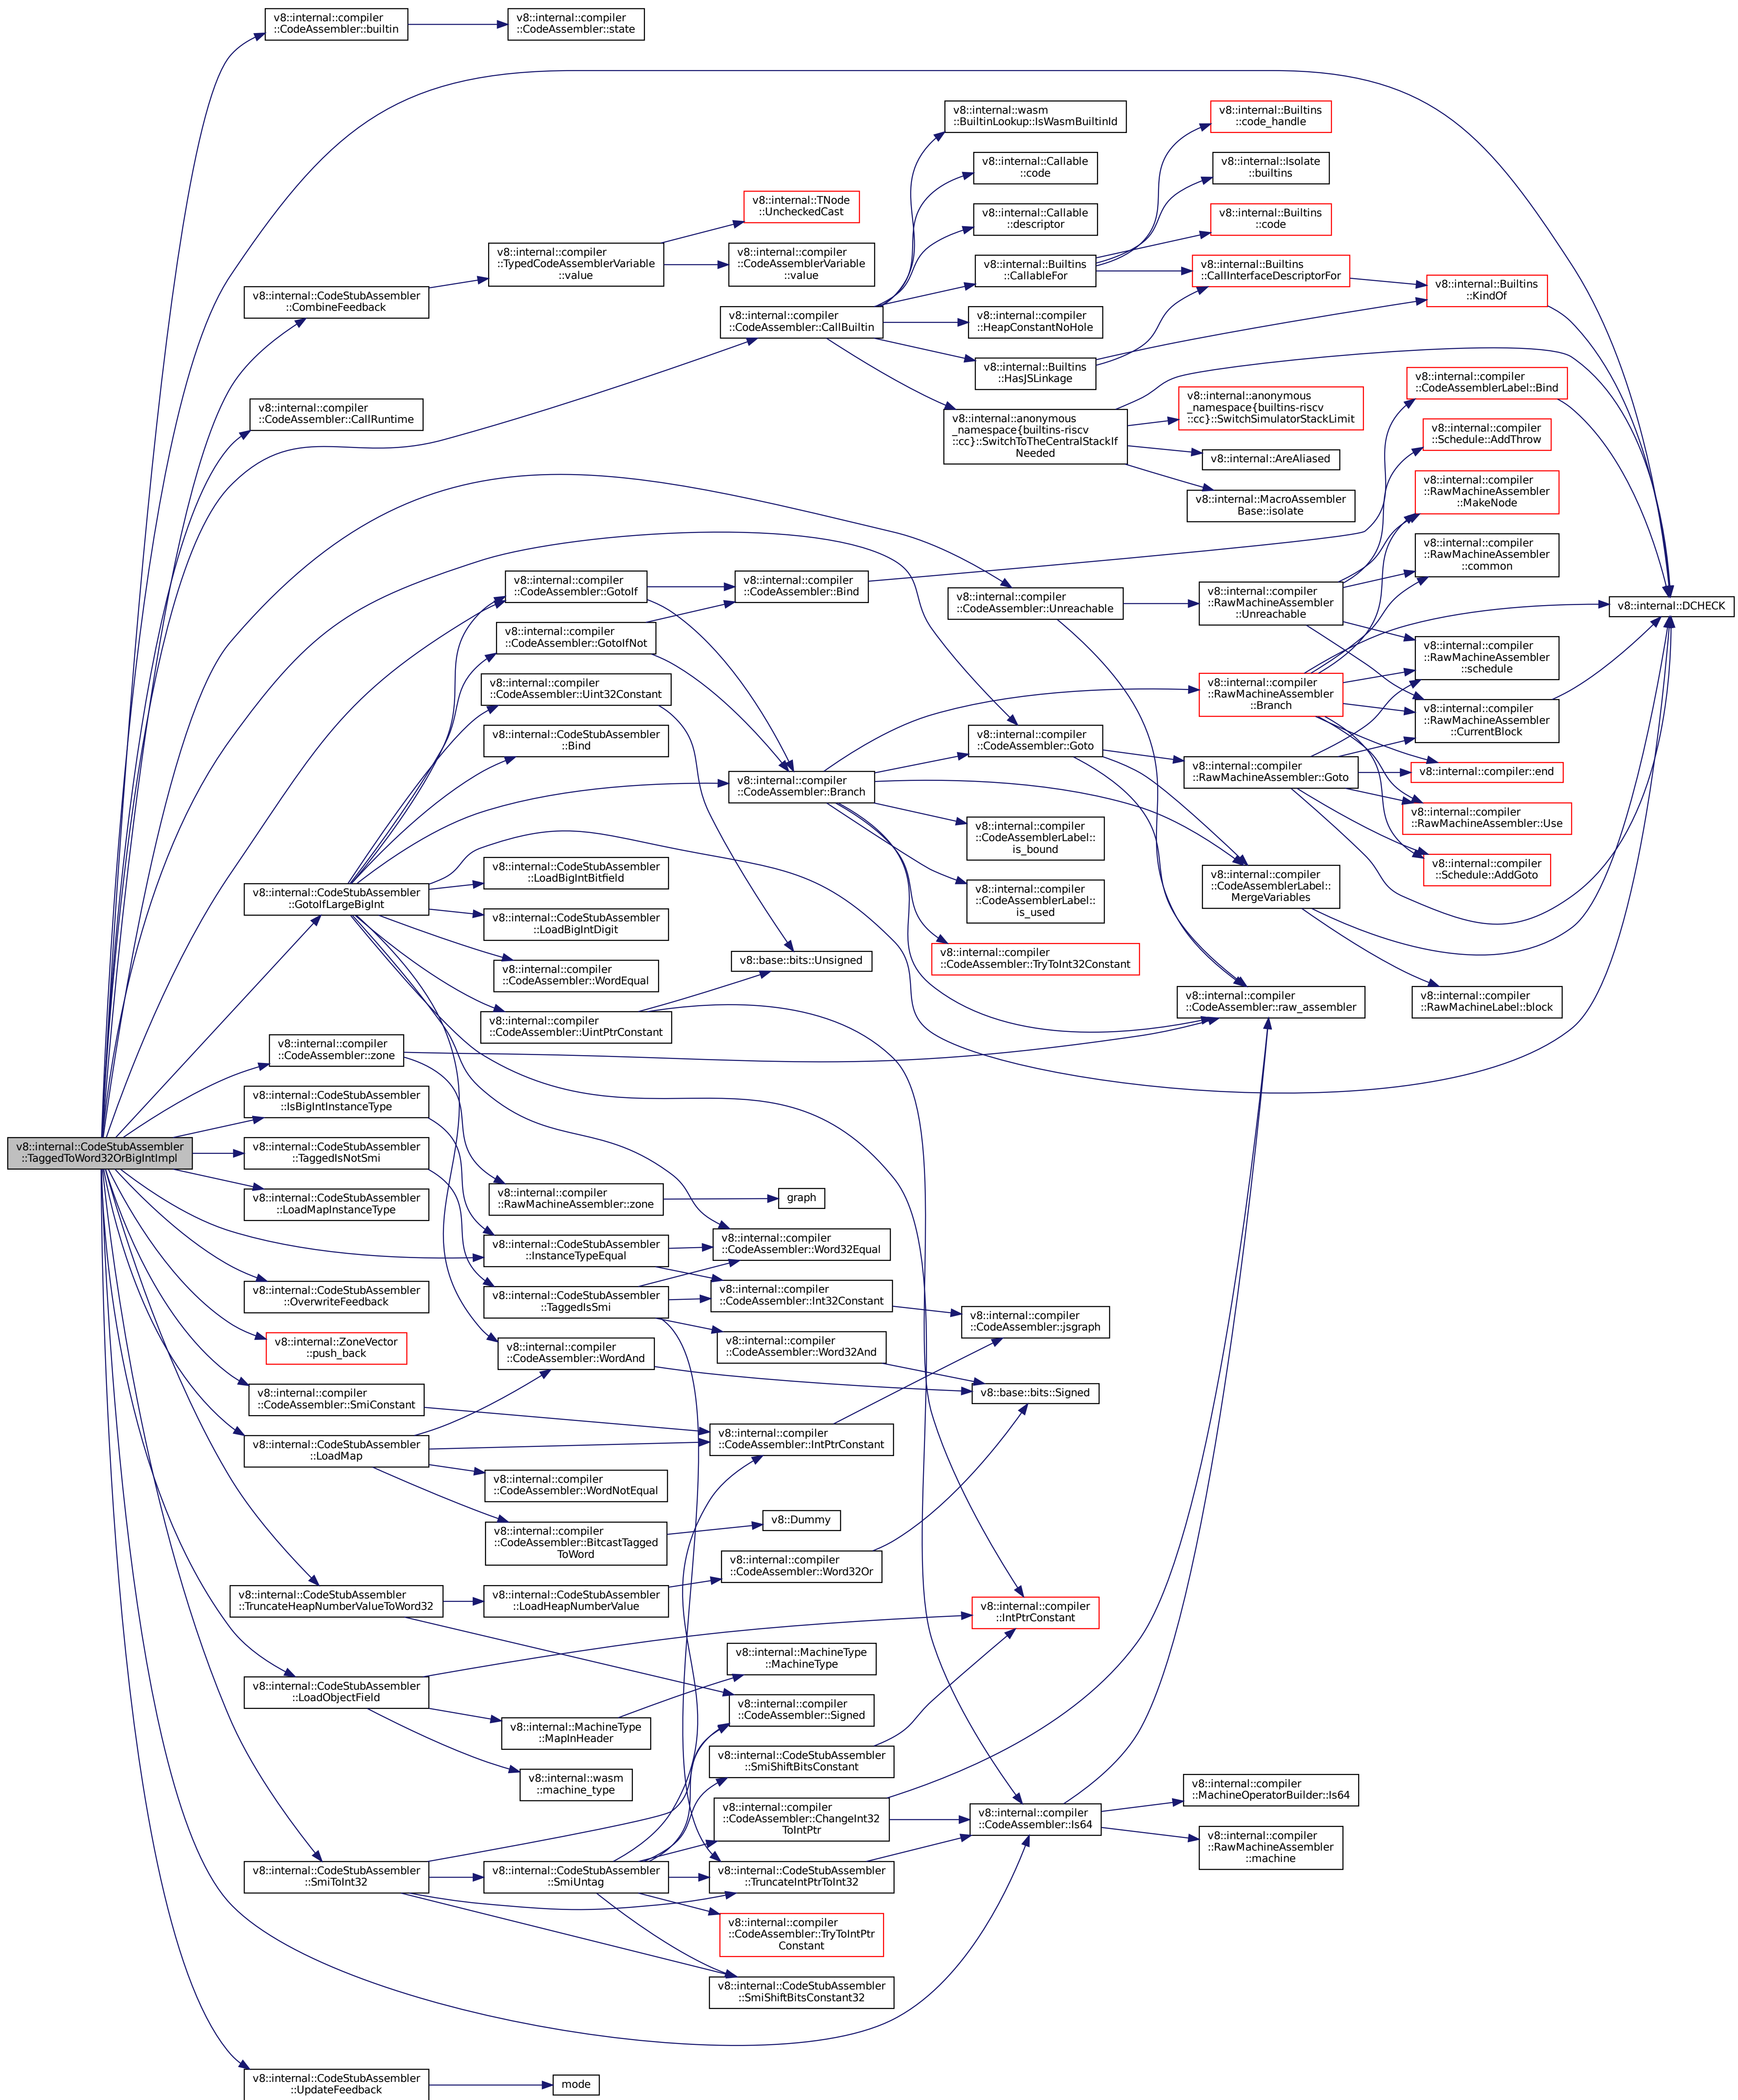 v8::internal::compiler
::CodeAssembler::builtin
v8::internal::compiler
::CodeAssembler::state
v8::internal::wasm
::BuiltinLookup::IsWasmBuiltinId
v8::internal::Builtins
::code_handle
v8::internal::Callable
::code
v8::internal::Isolate
::builtins
v8::internal::TNode
::UncheckedCast
v8::internal::Callable
::descriptor
v8::internal::Builtins
::code
v8::internal::compiler
::TypedCodeAssemblerVariable
::value
v8::internal::compiler
::CodeAssemblerVariable
::value
v8::internal::Builtins
::CallableFor
v8::internal::Builtins
::CallInterfaceDescriptorFor
v8::internal::Builtins
::KindOf
v8::internal::CodeStubAssembler
::CombineFeedback
v8::internal::compiler
::CodeAssembler::CallBuiltin
v8::internal::compiler
::HeapConstantNoHole
v8::internal::Builtins
::HasJSLinkage
v8::internal::compiler
::CodeAssemblerLabel::Bind
v8::internal::compiler
::CodeAssembler::CallRuntime
v8::internal::anonymous
_namespace{builtins-riscv
::cc}::SwitchToTheCentralStackIf
Needed
v8::internal::anonymous
_namespace{builtins-riscv
::cc}::SwitchSimulatorStackLimit
v8::internal::compiler
::Schedule::AddThrow
v8::internal::AreAliased
v8::internal::MacroAssembler
Base::isolate
v8::internal::compiler
::RawMachineAssembler
::MakeNode
v8::internal::compiler
::RawMachineAssembler
::common
v8::internal::compiler
::CodeAssembler::GotoIf
v8::internal::compiler
::CodeAssembler::Bind
v8::internal::compiler
::CodeAssembler::Unreachable
v8::internal::compiler
::RawMachineAssembler
::Unreachable
v8::internal::DCHECK
v8::internal::compiler
::CodeAssembler::GotoIfNot
v8::internal::compiler
::RawMachineAssembler
::schedule
v8::internal::compiler
::CodeAssembler::Uint32Constant
v8::internal::compiler
::RawMachineAssembler
::Branch
v8::internal::compiler
::RawMachineAssembler
::CurrentBlock
v8::internal::CodeStubAssembler
::Bind
v8::internal::compiler
::CodeAssembler::Goto
v8::internal::compiler
::RawMachineAssembler::Goto
v8::internal::compiler::end
v8::internal::compiler
::CodeAssembler::Branch
v8::internal::compiler
::RawMachineAssembler::Use
v8::internal::compiler
::CodeAssemblerLabel::
is_bound
v8::internal::CodeStubAssembler
::LoadBigIntBitfield
v8::internal::compiler
::Schedule::AddGoto
v8::internal::CodeStubAssembler
::GotoIfLargeBigInt
v8::internal::compiler
::CodeAssemblerLabel::
is_used
v8::internal::compiler
::CodeAssemblerLabel::
MergeVariables
v8::internal::CodeStubAssembler
::LoadBigIntDigit
v8::internal::compiler
::CodeAssembler::WordEqual
v8::base::bits::Unsigned
v8::internal::compiler
::CodeAssembler::TryToInt32Constant
v8::internal::compiler
::CodeAssembler::raw_assembler
v8::internal::compiler
::RawMachineLabel::block
v8::internal::compiler
::CodeAssembler::UintPtrConstant
v8::internal::compiler
::CodeAssembler::zone
v8::internal::CodeStubAssembler
::IsBigIntInstanceType
v8::internal::CodeStubAssembler
::TaggedToWord32OrBigIntImpl
v8::internal::CodeStubAssembler
::TaggedIsNotSmi
v8::internal::CodeStubAssembler
::LoadMapInstanceType
v8::internal::compiler
::RawMachineAssembler::zone
graph
v8::internal::CodeStubAssembler
::InstanceTypeEqual
v8::internal::compiler
::CodeAssembler::Word32Equal
v8::internal::CodeStubAssembler
::OverwriteFeedback
v8::internal::CodeStubAssembler
::TaggedIsSmi
v8::internal::compiler
::CodeAssembler::Int32Constant
v8::internal::compiler
::CodeAssembler::jsgraph
v8::internal::ZoneVector
::push_back
v8::internal::compiler
::CodeAssembler::WordAnd
v8::internal::compiler
::CodeAssembler::Word32And
v8::internal::compiler
::CodeAssembler::SmiConstant
v8::base::bits::Signed
v8::internal::CodeStubAssembler
::LoadMap
v8::internal::compiler
::CodeAssembler::IntPtrConstant
v8::internal::compiler
::CodeAssembler::WordNotEqual
v8::internal::compiler
::CodeAssembler::BitcastTagged
ToWord
v8::Dummy
v8::internal::compiler
::CodeAssembler::Word32Or
v8::internal::CodeStubAssembler
::TruncateHeapNumberValueToWord32
v8::internal::CodeStubAssembler
::LoadHeapNumberValue
v8::internal::compiler
::IntPtrConstant
v8::internal::MachineType
::MachineType
v8::internal::CodeStubAssembler
::LoadObjectField
v8::internal::compiler
::CodeAssembler::Signed
v8::internal::MachineType
::MapInHeader
v8::internal::CodeStubAssembler
::SmiShiftBitsConstant
v8::internal::wasm
::machine_type
v8::internal::compiler
::CodeAssembler::ChangeInt32
ToIntPtr
v8::internal::compiler
::CodeAssembler::Is64
v8::internal::compiler
::MachineOperatorBuilder::Is64
v8::internal::compiler
::RawMachineAssembler
::machine
v8::internal::CodeStubAssembler
::SmiToInt32
v8::internal::CodeStubAssembler
::SmiUntag
v8::internal::CodeStubAssembler
::TruncateIntPtrToInt32
v8::internal::compiler
::CodeAssembler::TryToIntPtr
Constant
v8::internal::CodeStubAssembler
::SmiShiftBitsConstant32
v8::internal::CodeStubAssembler
::UpdateFeedback
mode